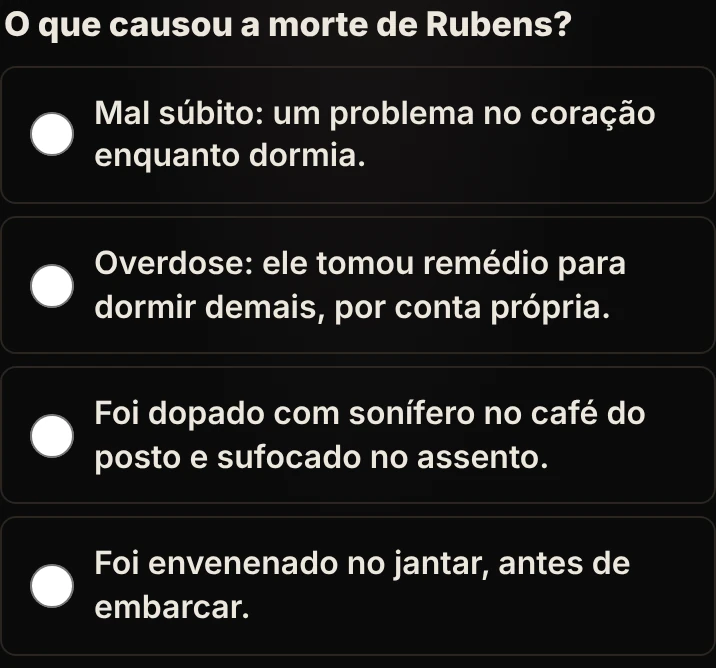 O que causou a morte de Rubens?
Mal súbito: um problema no coração
enquanto dormia.
Overdose: ele tomou remédio para
dormir demais, por conta própria.
Foi dopado com sonífero no café do
posto e sufocado no assento.
Foi envenenado no jantar, antes de
embarcar.